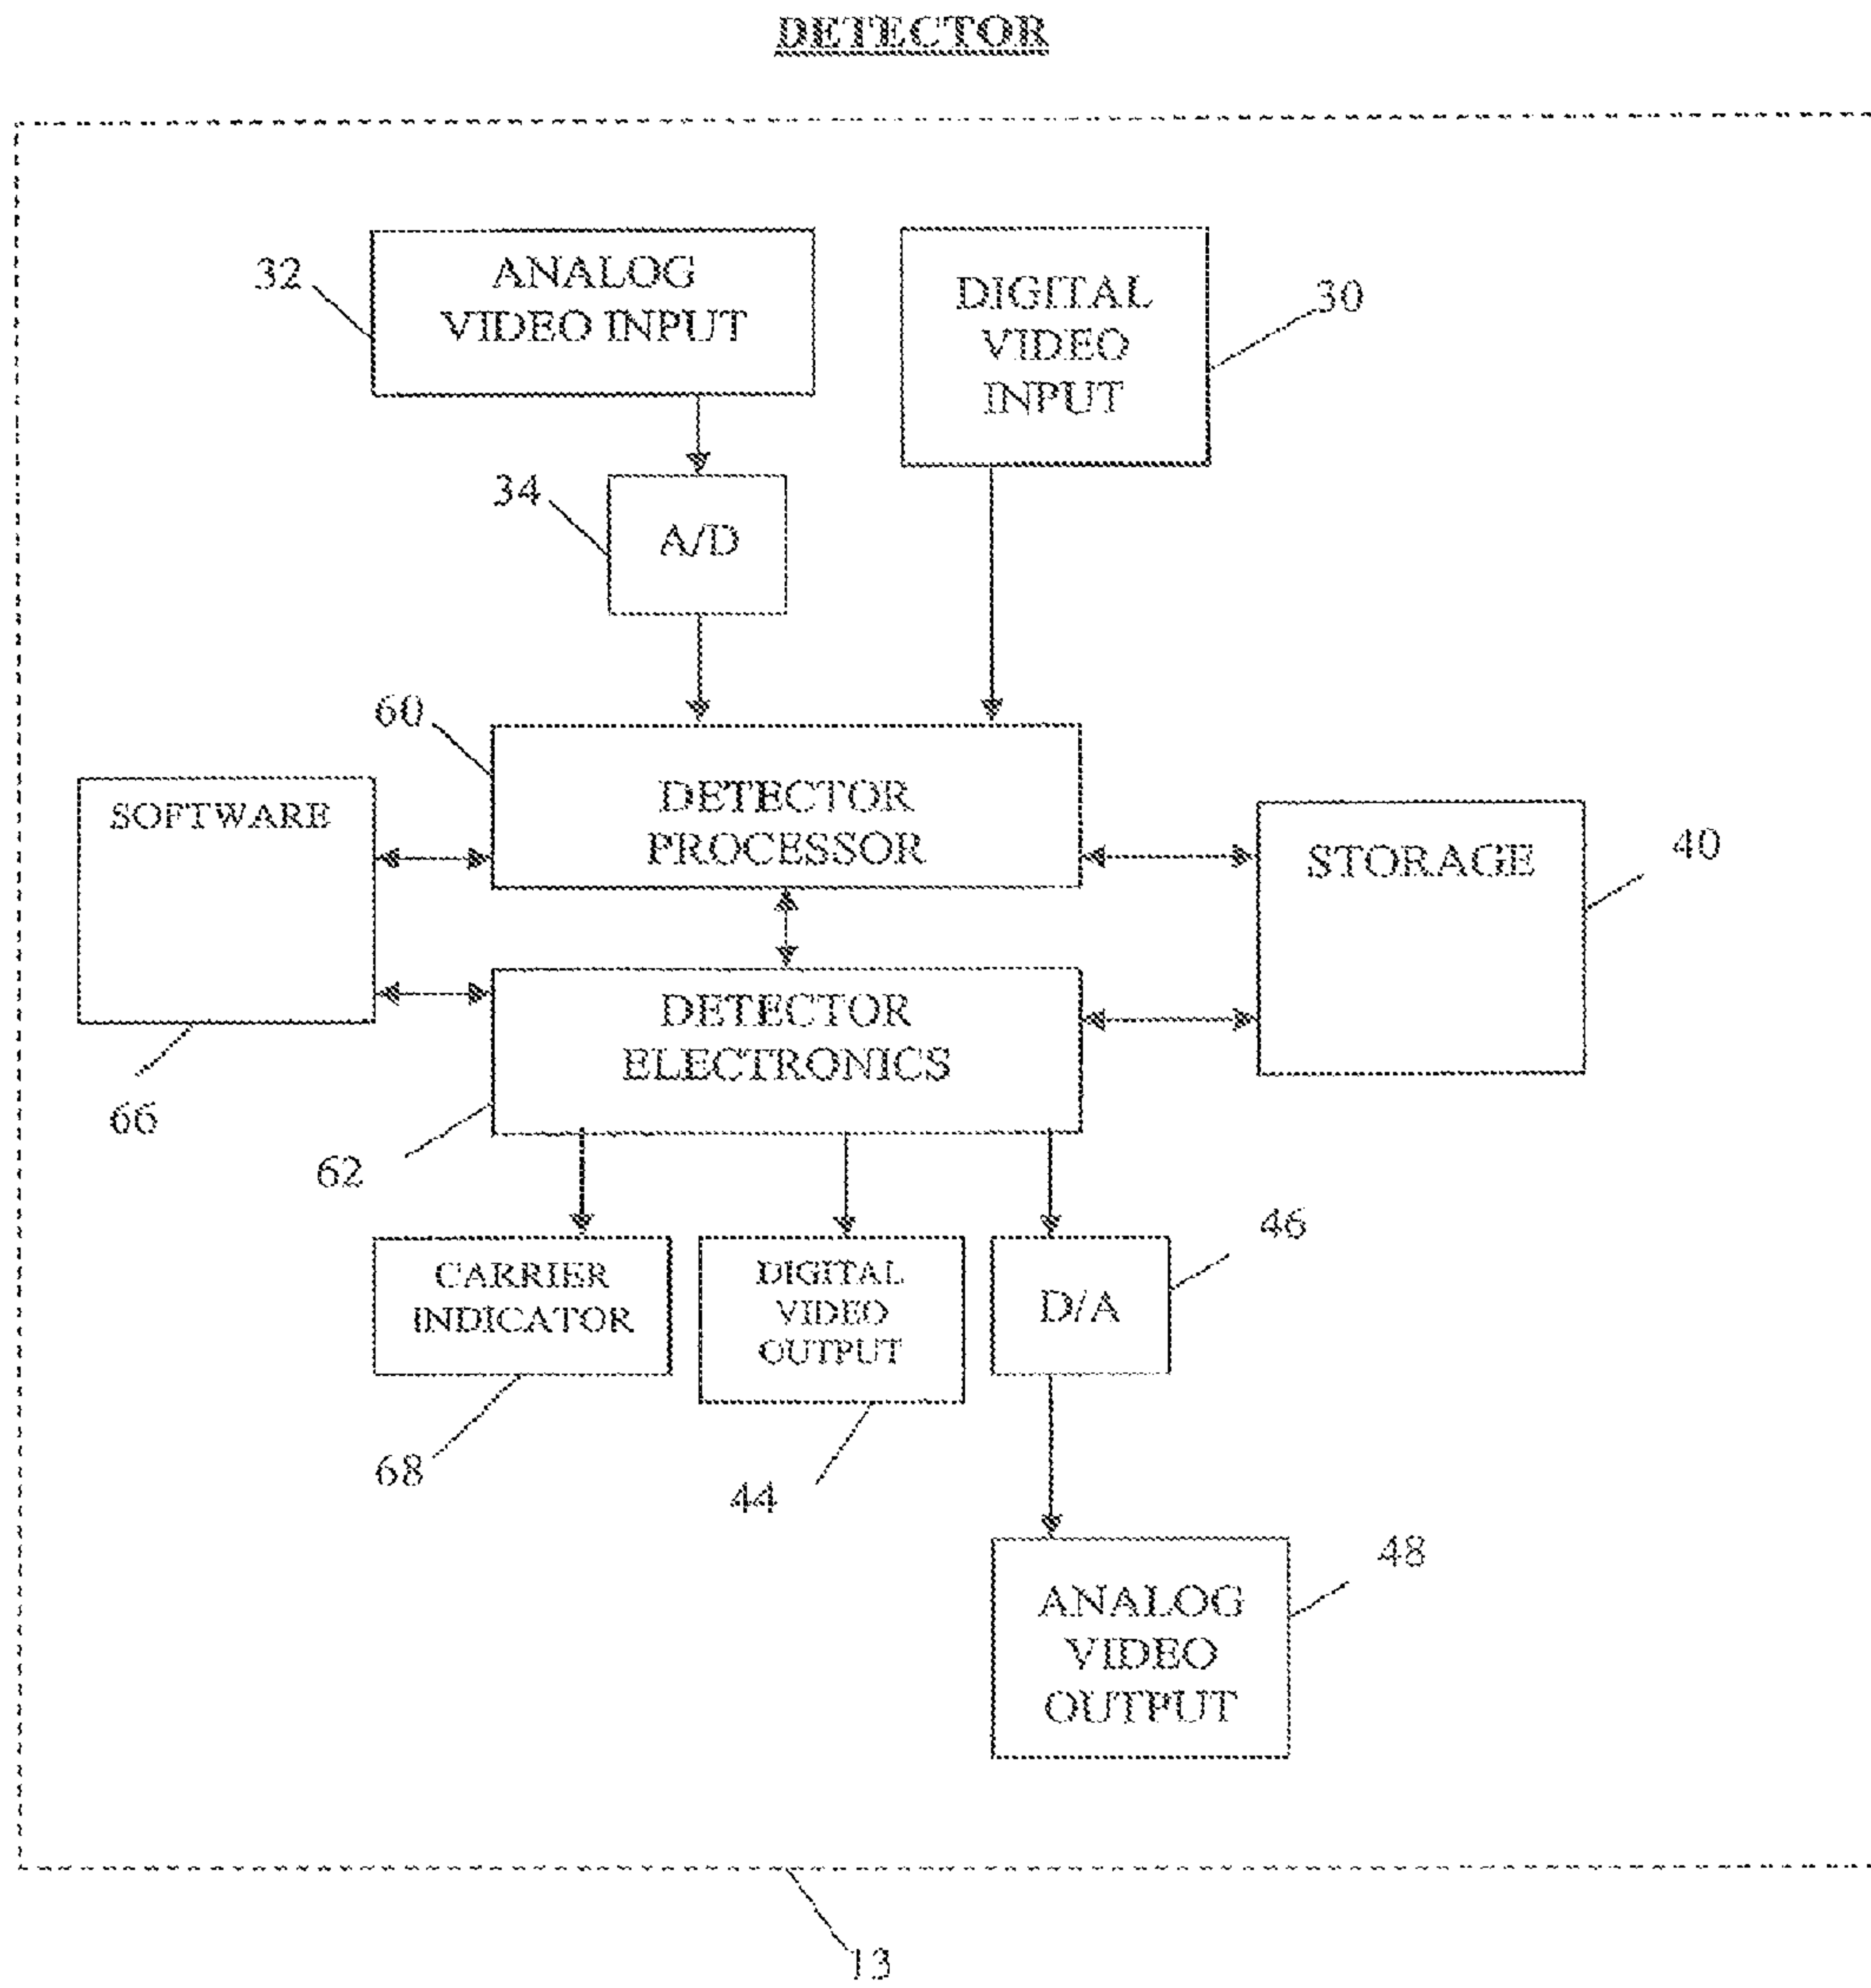 DETECTOR
32
ANALOG
VIDEO INPUT
DIGITAL
VIDEO
INPUT
30
34
A/D
60
SOFTWARE
DETECTOR
PROCESSOR
STORAGE
40
DETECTOR
ELECTRONICS
66
62
46
CARRIER
INDICATOR
DIGITAL
VIDEO
OUTPUT
D/A
68
44
48
ANALOG
VIDEO
OUTPUT
13